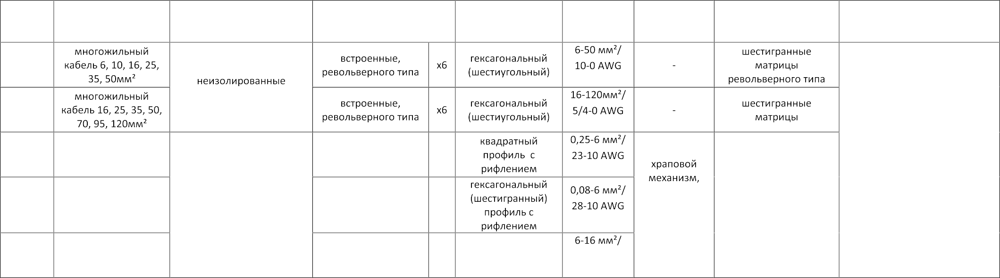 многожильный
кабель 6, 10, 16, 25,
35, 50мм²
неизолированные
встроенные,
револьверного типа
х6
гексагональный
(шестиугольный)
6-50 мм²/
10-0 AWG
-
шестигранные
матрицы
револьверного типа
многожильный
кабель 16, 25, 35, 50,
70, 95, 120мм²
встроенные,
револьверного типа
х6
гексагональный
(шестиугольный)
16-120мм²/
5/4-0 AWG
-
шестигранные
матрицы
квадратный
профиль с
рифлением
0,25-6 мм²/
23-10 AWG
храповой
механизм,
гексагональный
(шестигранный)
профиль с
рифлением
0,08-6 мм²/
28-10 AWG
6-16 мм²/